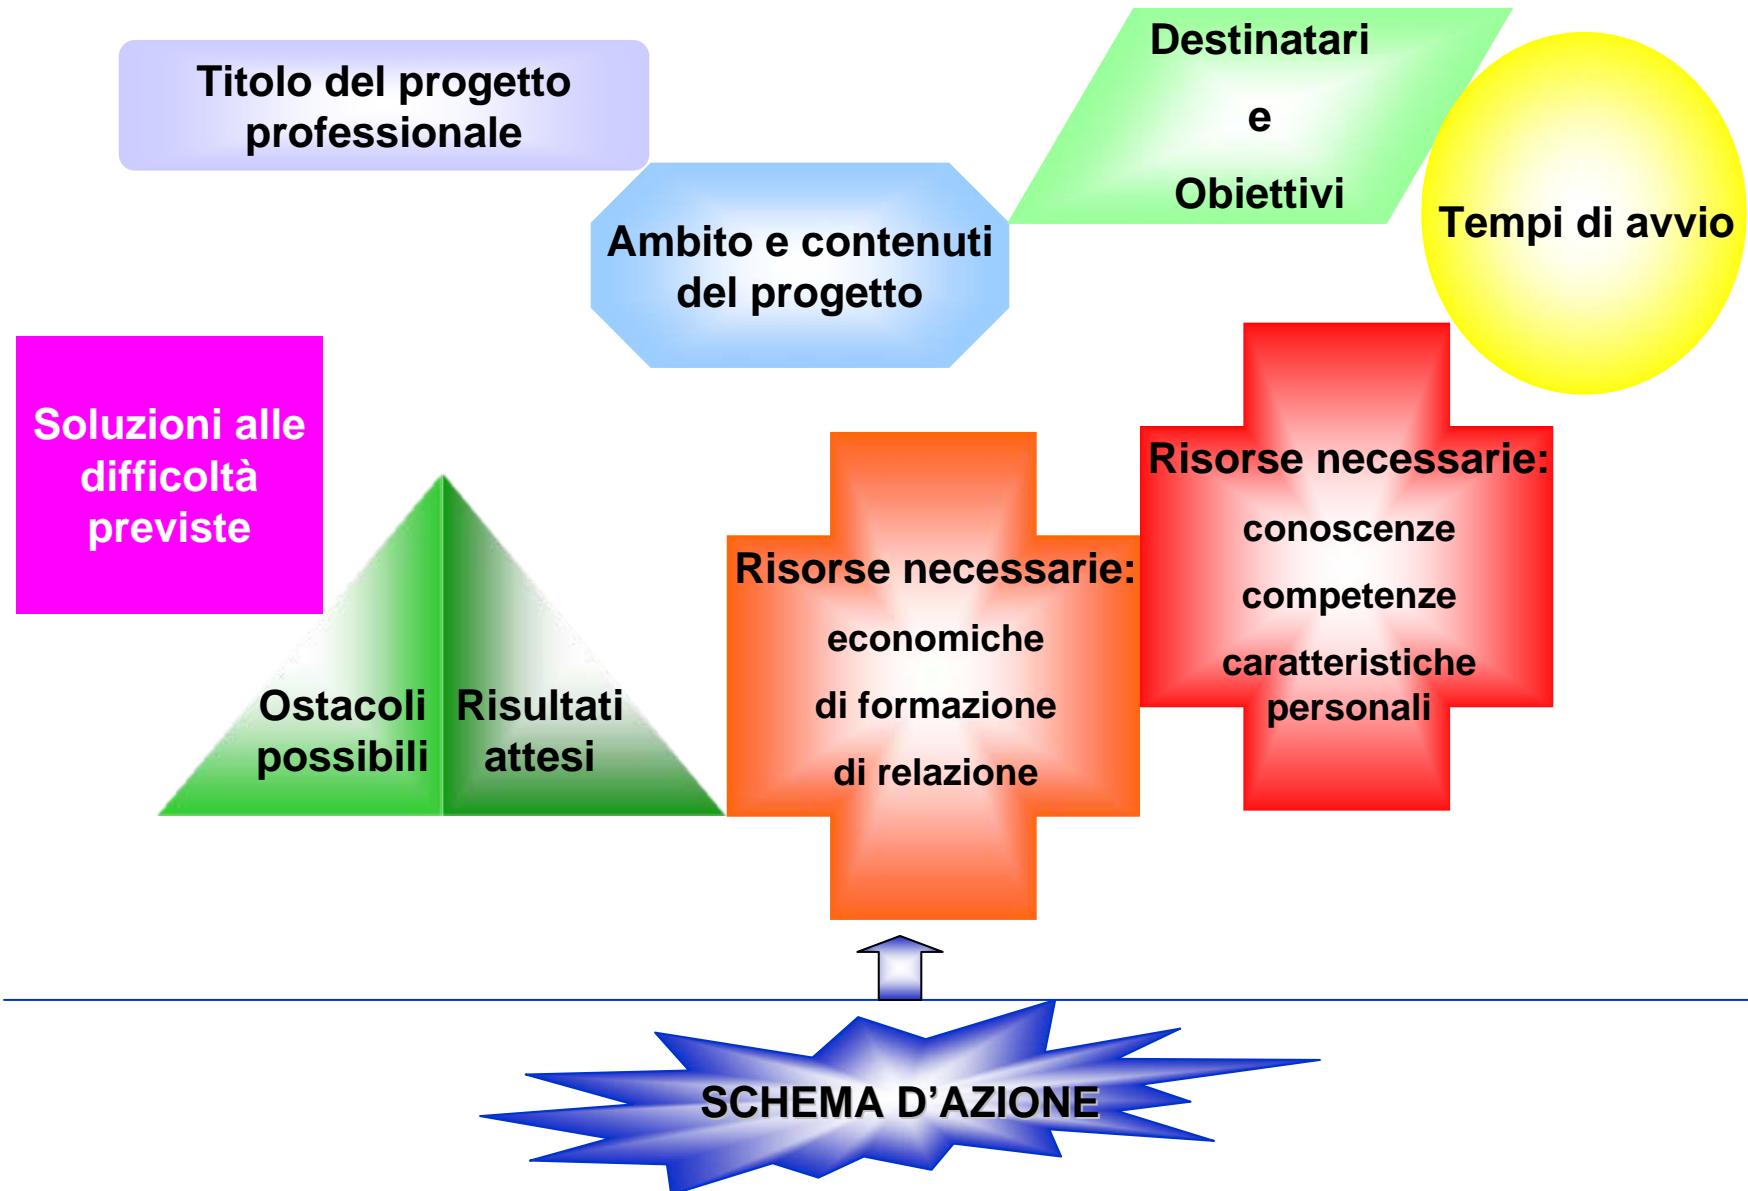 Titolo del progetto
professionale
Ambito e contenuti
del progetto
Destinatari
e
Obiettivi
Tempi di avvio
Risorse necessarie:
conoscenze
competenze
caratteristiche
personali
Risorse necessarie:
economiche
di formazione
di relazione
Risultati
attesi
Ostacoli
possibili
Soluzioni alle
difficoltà
previste
SCHEMA D’AZIONE